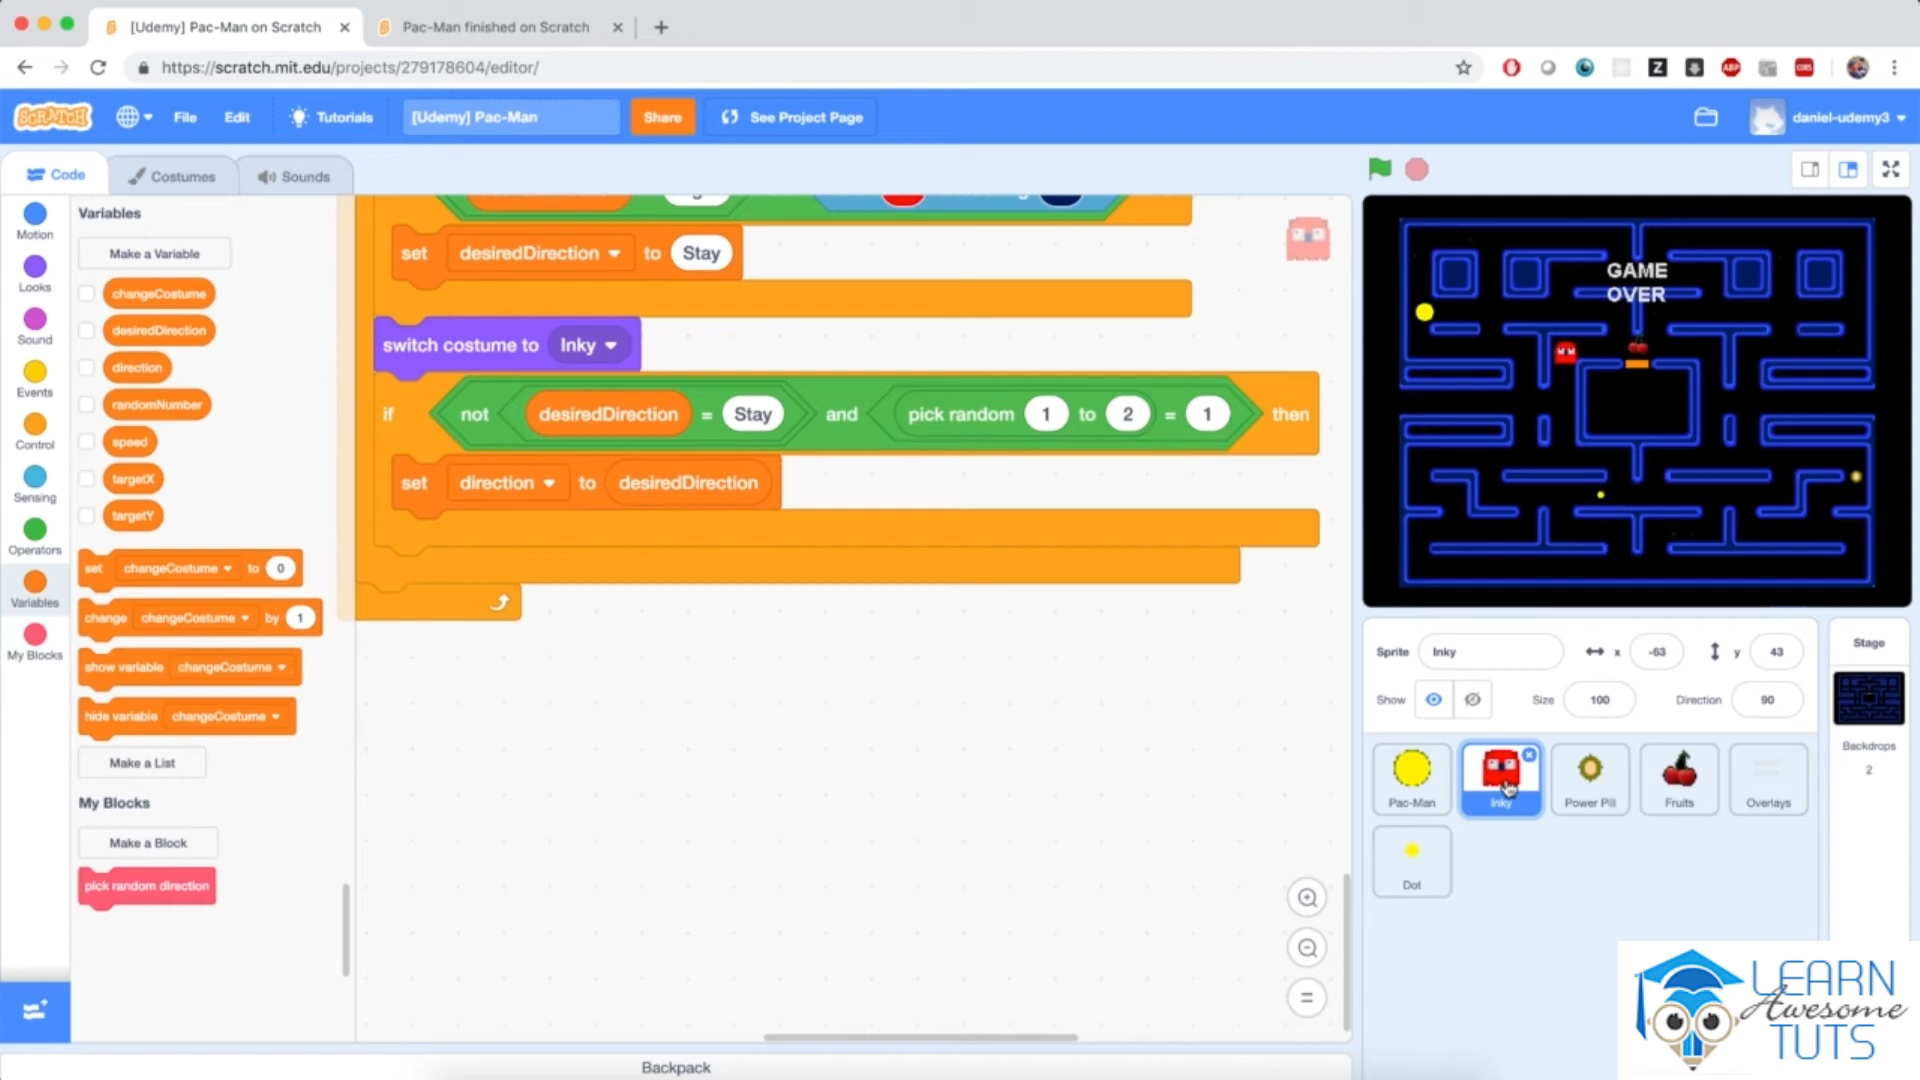 [Udemy] Pac-Man on Scratch
Pac-Man finished on Scratch
https://scratch.mit.edu/projects/279178604/editor/
Z
ABP
SCRATCH
File
Edit
Tutorials
[Udemy] Pac-Man
Share
See Project Page
daniel-udemy3
Code
Costumes
Sounds
Motion
Looks
Sound
Events
Control
Sensing
Operators
Variables
My Blocks
Variables
Make a Variable
changeCostume
desiredDirection
direction
randomNumber
speed
targetX
targetY
set changeCostume to 0
change changeCostume by 1
show variable changeCostume
hide variable changeCostume
Make a List
My Blocks
Make a Block
pick random direction
set desiredDirection to Stay
switch costume to Inky
if not desiredDirection = Stay and pick random 1 to 2 = 1 then
set direction to desiredDirection
Backpack
GAME
OVER
Sprite Inky x -63 y 43
Show Size 100 Direction 90
Pac-Man
Inky
Power Pill
Fruits
Overlays
Dot
Stage
Backdrops
2
LEARN
Awesome
TUTS